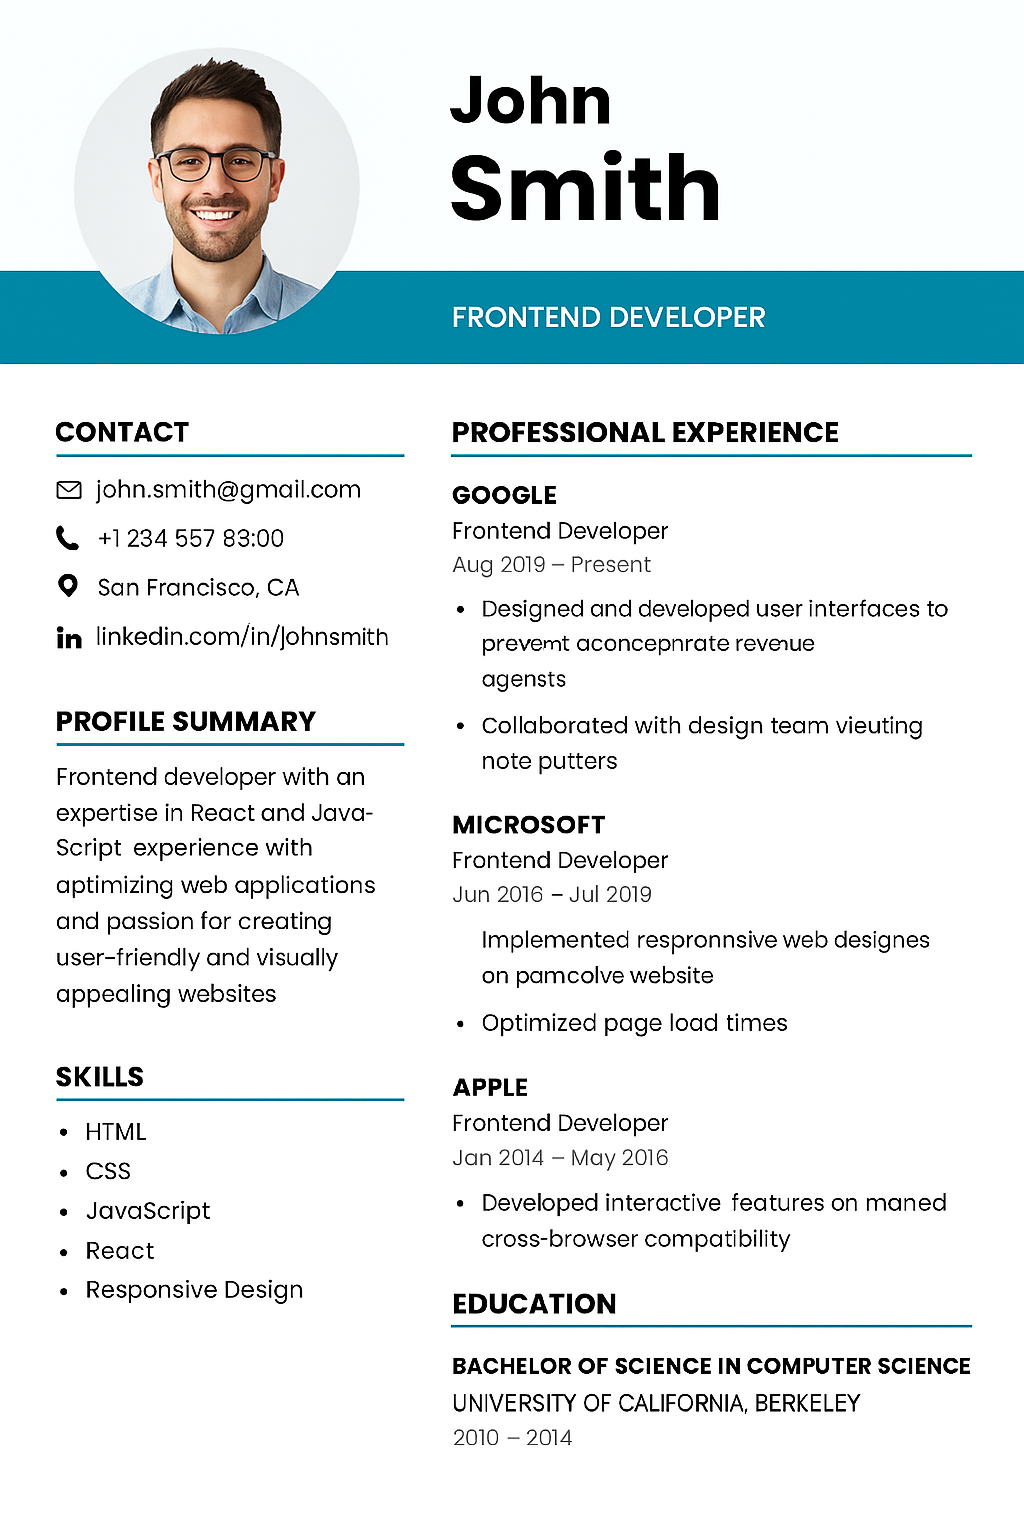 John
Smith
FRONTEND DEVELOPER
CONTACT
john.smith@gmail.com
+1 234 557 83:00
San Francisco, CA
linkedin.com/in/johnsmith
PROFILE SUMMARY
Frontend developer with an
expertise in React and Java-
Script experience with
aptimizing web applications
and passion for creating
user-friendly and visually
appealing websites
SKILLS
• HTML
• CSS
• JavaScript
• React
• Responsive Design
PROFESSIONAL EXPERIENCE
GOOGLE
Frontend Developer
Aug 2019 – Present
• Designed and developed user interfaces to
aconcepnrate
agensts
• Collaborated with design team vieuting
note putters
MICROSOFT
Frontend Developer
Jun 2016 – Jul 2019
Implemented respronnsive web designes
on pamcolve website
• Optimized page load times
APPLE
Frontend Developer
Jan 2014 – May 2016
• Developed interactive features on maned
cross-browser compatibility
EDUCATION
BACHELOR OF SCIENCE IN COMPUTER SCIENCE
UNIVERSITY OF CALIFORNIA, BERKELEY
2010 – 2014